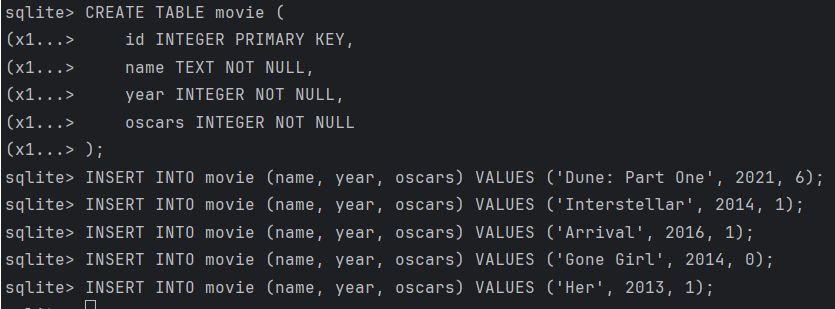 sqlite> CREATE TABLE movie (
(x1...>     id INTEGER PRIMARY KEY,
(x1...>     name TEXT NOT NULL,
(x1...>     year INTEGER NOT NULL,
(x1...>     oscars INTEGER NOT NULL
(x1...> );
sqlite> INSERT INTO movie (name, year, oscars) VALUES ('Dune: Part One', 2021, 6);
sqlite> INSERT INTO movie (name, year, oscars) VALUES ('Interstellar', 2014, 1);
sqlite> INSERT INTO movie (name, year, oscars) VALUES ('Arrival', 2016, 1);
sqlite> INSERT INTO movie (name, year, oscars) VALUES ('Gone Girl', 2014, 0);
sqlite> INSERT INTO movie (name, year, oscars) VALUES ('Her', 2013, 1);